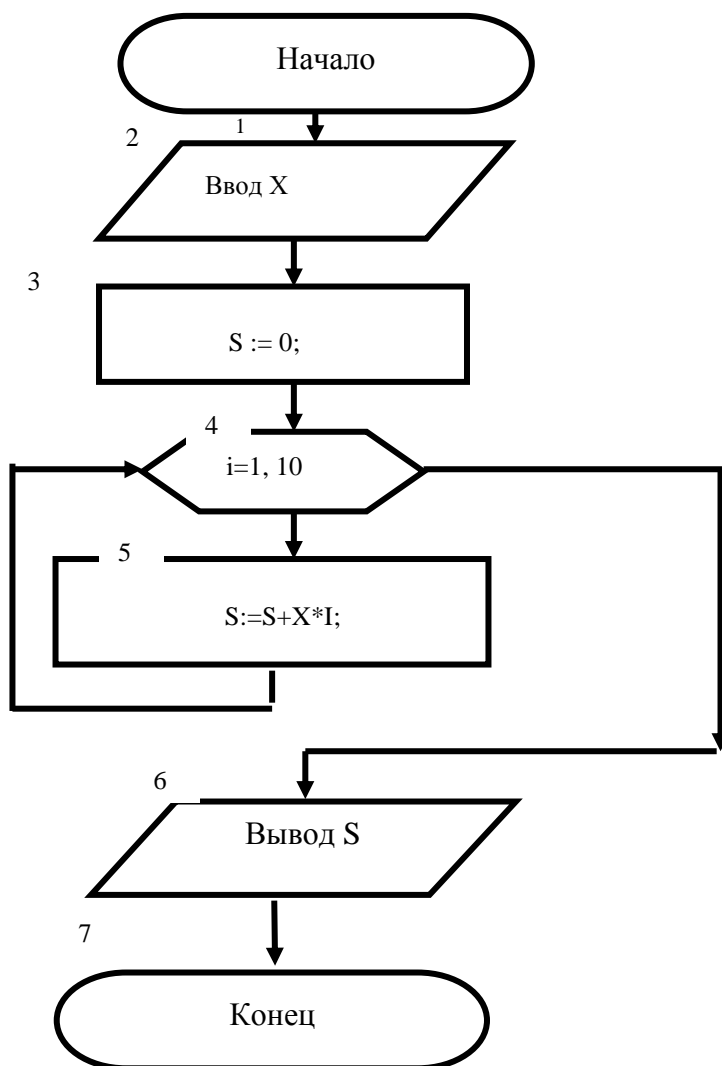 Начало
1
2
Ввод X
3
S := 0;
4
i=1, 10
5
S:=S+X*I;
6
Вывод S
7
Конец